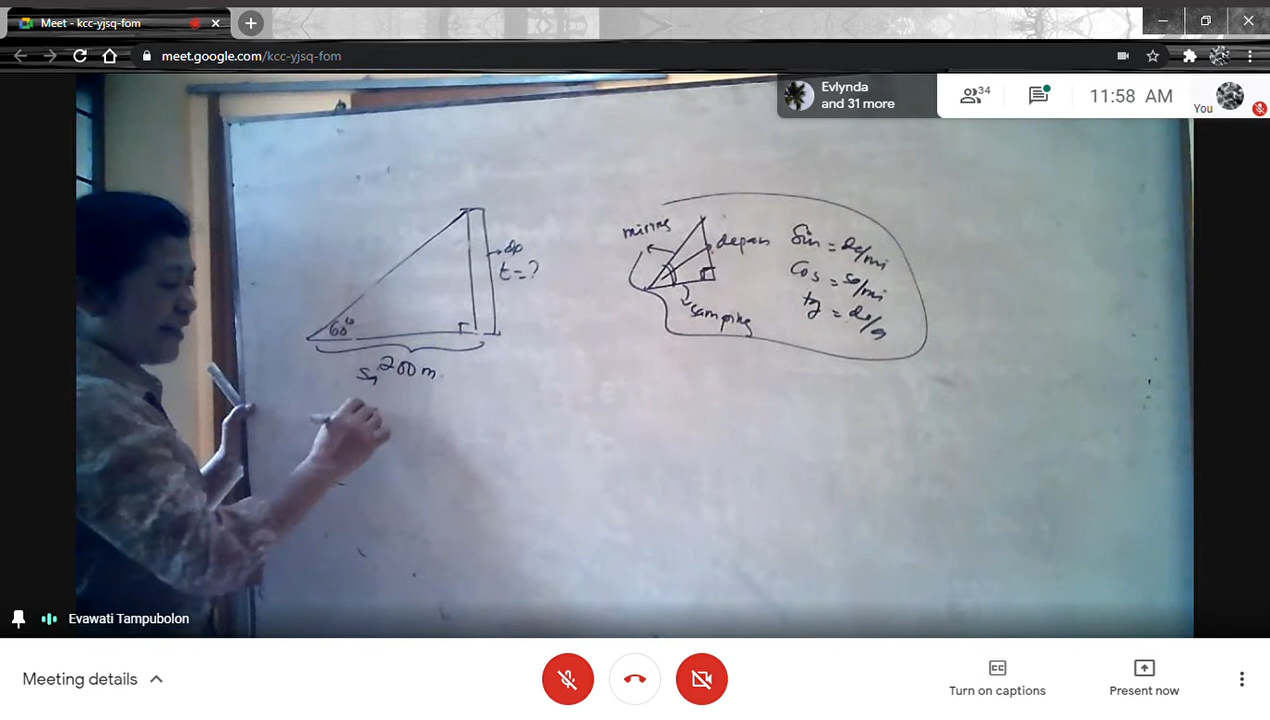 Meet - kcc-yjsq-fom
meet.google.com/kcc-yjsq-fom
Evlynda
and 31 more
34
11:58 AM
You
60°
dp
t = ?
200 m
miring
depan
samping
Sin = de/mi
Cos = sa/mi
tg = de/
Evawati Tampubolon
Meeting details
CC
Turn on captions
Present now